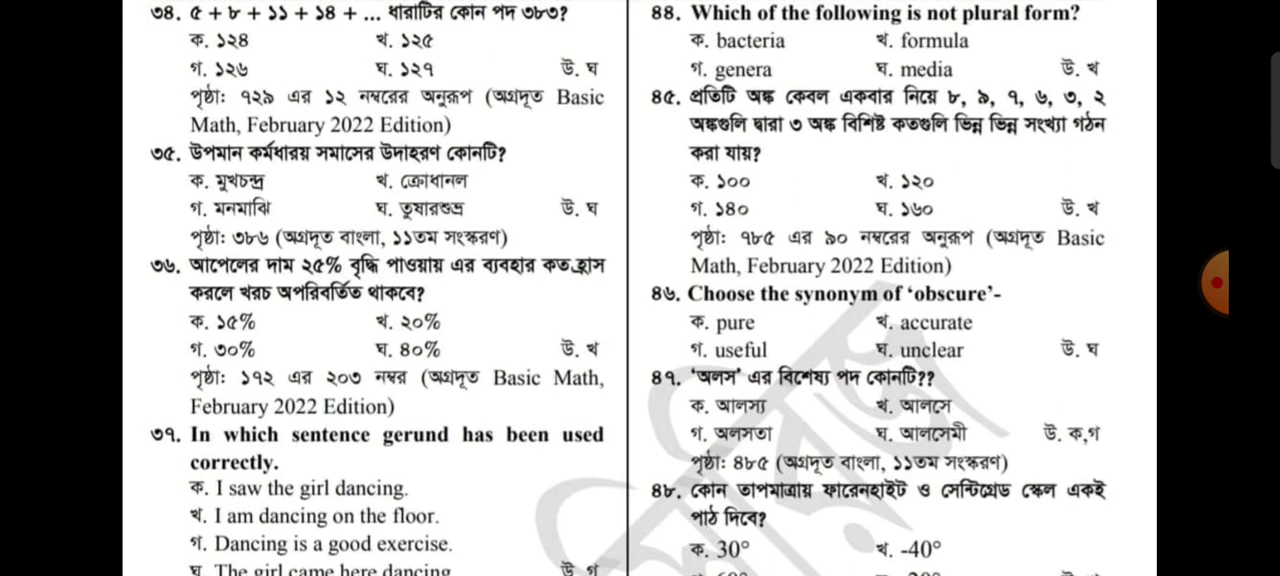 ৩৪. ৫ + ৮ + ১১ + ১৪ + ... ধারাটির কোন পদ ৩৮৩?
ক. ১২৪ খ. ১২৫
গ. ১২৬ ঘ. ১২৭ উ. ঘ
পৃষ্ঠা: ৭২৯ এর ১২ নম্বরের অনুরূপ (অগ্রদূত Basic
Math, February 2022 Edition)
৩৫. উপমান কর্মধারয় সমাসের উদাহরণ কোনটি?
ক. মুখচন্দ্র খ. ক্রোধানল
গ. মনমাঝি ঘ. তুষারশুভ্র উ. ঘ
পৃষ্ঠা: ৩৮৬ (অগ্রদূত বাংলা, ১১তম সংস্করণ)
৩৬. আপেলের দাম ২৫% বৃদ্ধি পাওয়ায় এর ব্যবহার কত হ্রাস
করলে খরচ অপরিবর্তিত থাকবে?
ক. ১৫% খ. ২০%
গ. ৩০% ঘ. ৪০% উ. খ
পৃষ্ঠা: ১৭২ এর ২০৩ নম্বর (অগ্রদূত Basic Math,
February 2022 Edition)
৩৭. In which sentence gerund has been used
correctly.
ক. I saw the girl dancing.
খ. I am dancing on the floor.
গ. Dancing is a good exercise.
ঘ. The girl came here dancing উ. গ
৪৪. Which of the following is not plural form?
ক. bacteria খ. formula
গ. genera ঘ. media উ. খ
৪৫. প্রতিটি অঙ্ক কেবল একবার নিয়ে ৮, ৯, ৭, ৬, ৩, ২
অঙ্কগুলি দ্বারা ৩ অঙ্ক বিশিষ্ট কতগুলি ভিন্ন ভিন্ন সংখ্যা গঠন
করা যায়?
ক. ১০০ খ. ১২০
গ. ১৪০ ঘ. ১৬০ উ. খ
পৃষ্ঠা: ৭৮৫ এর ৯০ নম্বরের অনুরূপ (অগ্রদূত Basic
Math, February 2022 Edition)
৪৬. Choose the synonym of ‘obscure’-
ক. pure খ. accurate
গ. useful ঘ. unclear উ. ঘ
৪৭. ‘অলস’ এর বিশেষ্য পদ কোনটি??
ক. আলস্য খ. আলসে
গ. অলসতা ঘ. আলসেমী উ. ক,গ
পৃষ্ঠা: ৪৮৫ (অগ্রদূত বাংলা, ১১তম সংস্করণ)
৪৮. কোন তাপমাত্রায় ফারেনহাইট ও সেন্টিগ্রেড স্কেল একই
পাঠ দিবে?
ক. 30° খ. -40°